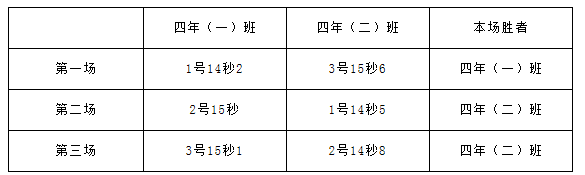 四年（一）班 四年（二）班 本场胜者
第一场 1号14秒2 3号15秒6 四年（一）班
第二场 2号15秒 1号14秒5 四年（二）班
第三场 3号15秒1 2号14秒8 四年（二）班